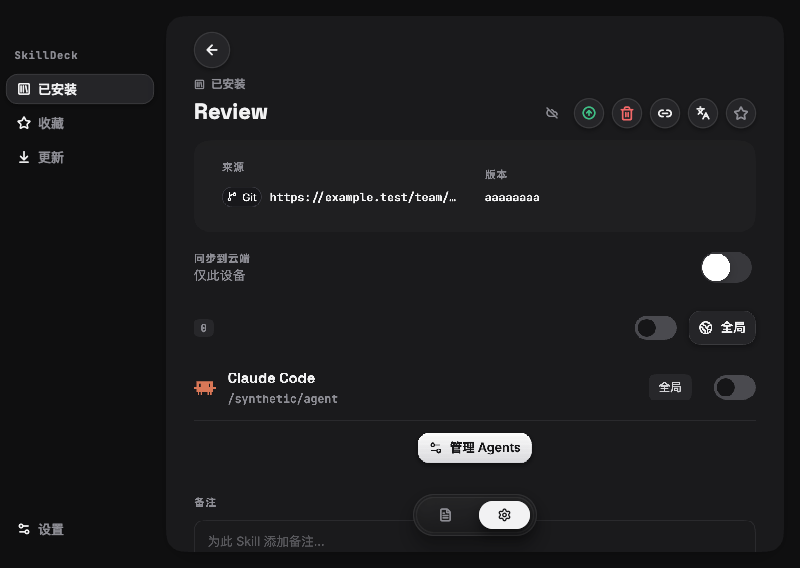 SkillDeck
已安装
收藏
更新
设置
已安装
Review
来源
Git https://example.test/team/…
版本
aaaaaaaa
同步到云端
仅此设备
0
全局
Claude Code
/synthetic/agent
全局
管理 Agents
备注
为此 Skill 添加备注...